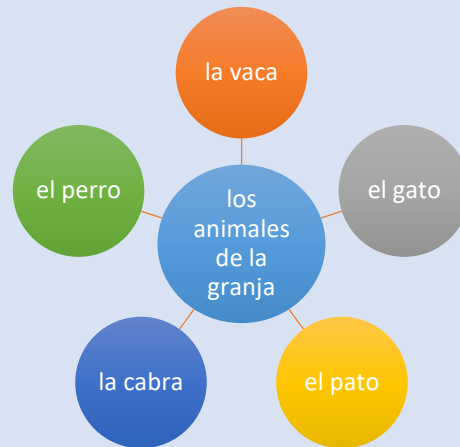 la vaca
el perro
el gato
los
animales
de la
granja
la cabra
el pato